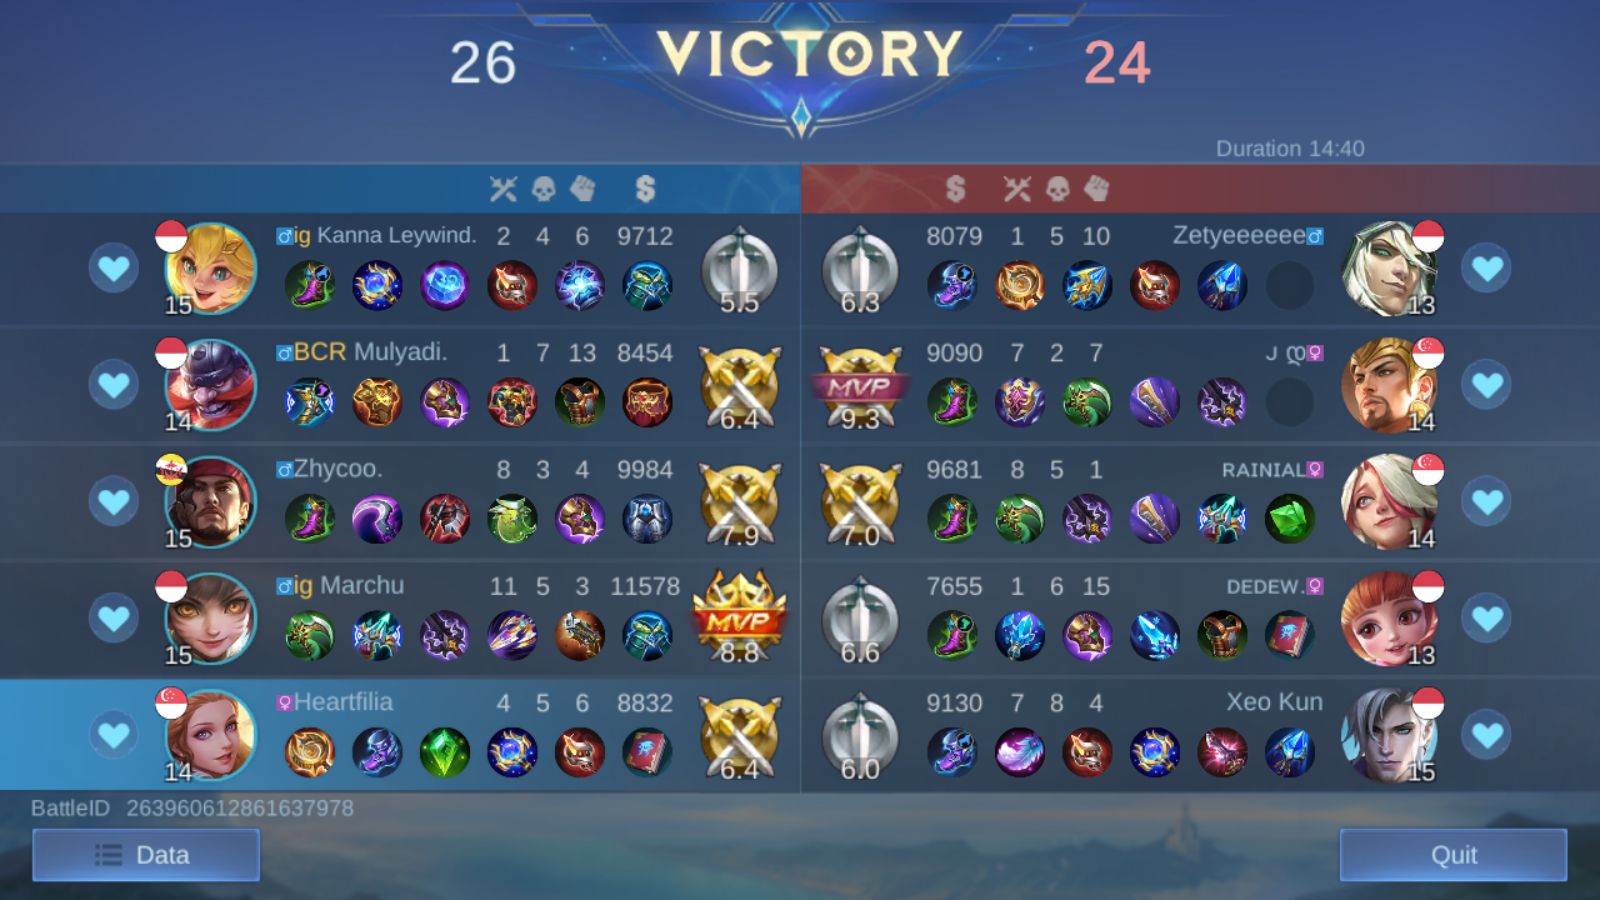 26 VICTORY 24
Duration 14:40
ig Kanna Leywind. 2 4 6 9712
15 5.5
6.3 8079 1 5 10 Zetyeeeeee
13
BCR Mulyadi. 1 7 13 8454
14 6.4
MVP 9.3 9090 7 2 7 J ღ
14
Zhycoo. 8 3 4 9984
15 7.9
7.0 9681 8 5 1 RAINIAL
14
ig Marchu 11 5 3 11578
15 MVP 8.8
6.6 7655 1 6 15 DEDEW.
13
Heartfilia 4 5 6 8832
14 6.4
6.0 9130 7 8 4 Xeo Kun
15
BattleID 263960612861637978
Data
Quit